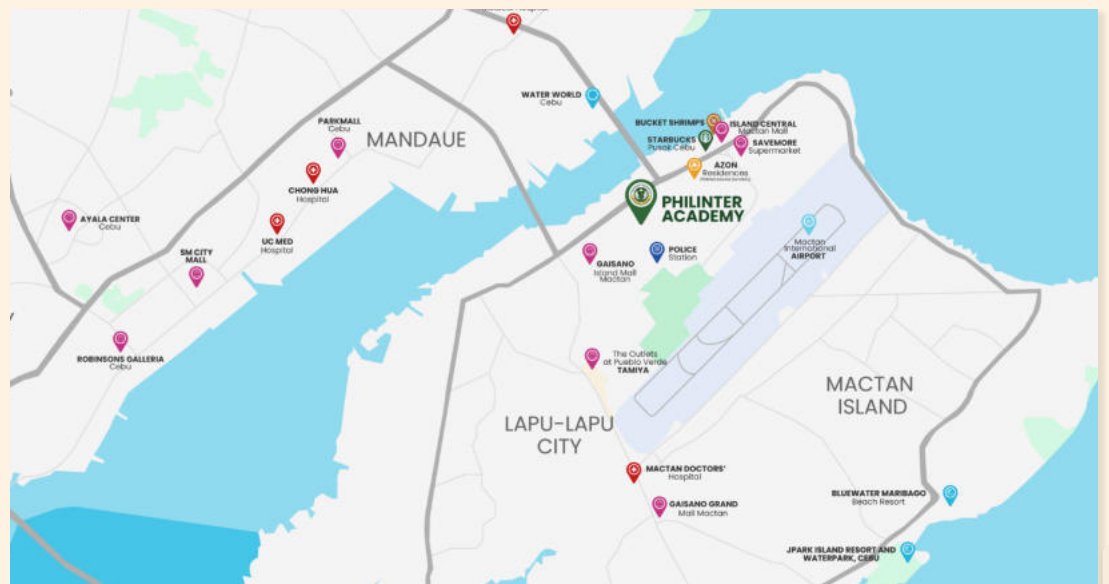 WATER WORLD
Cebu
PARKMALL
Cebu
MANDAUE
BUCKET SHRIMPS
ISLAND CENTRAL
Mactan Mall
STARBUCKS
Pusok Cebu
SAVEMORE
Supermarket
AZON
Residences
CHONG HUA
Hospital
PHILINTER
ACADEMY
AYALA CENTER
Cebu
UC MED
Hospital
SM CITY
MALL
GAISANO
Island Mall
Mactan
POLICE
Station
Mactan
International
AIRPORT
ROBINSONS GALLERIA
Cebu
The Outlets
at Pueblo Verde
TAMIYA
MACTAN
ISLAND
LAPU-LAPU
CITY
MACTAN DOCTORS'
Hospital
GAISANO GRAND
Mall Mactan
BLUEWATER MARIBAGO
Beach Resort
JPARK ISLAND RESORT AND
WATERPARK, CEBU